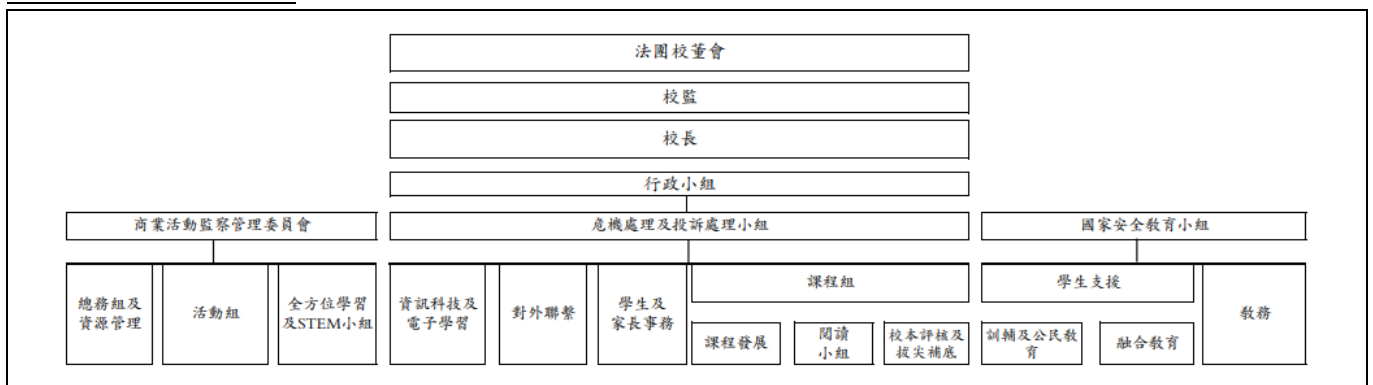 法團校董會
校監
校長
行政小組
商業活動監察管理委員會
危機處理及投訴處理小組
國家安全教育小組
總務組及
資源管理
活動組
全方位學習
及STEM小組
資訊科技及
電子學習
對外聯繫
學生及
家長事務
課程組
課程發展
閱讀
小組
校本評核及
拔尖補底
學生支援
訓輔及公民教
育
融合教育
教務